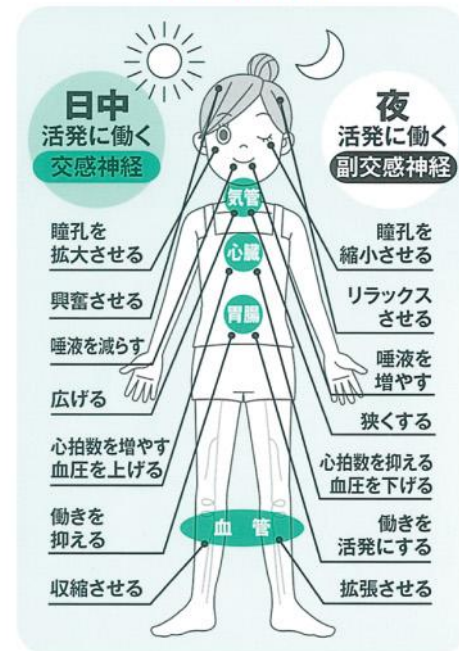 日中
活発に働く
交感神経
夜
活発に働く
副交感神経
気管
心臓
胃腸
血管
瞳孔を
拡大させる
興奮させる
唾液を減らす
広げる
心拍数を増やす
血圧を上げる
働きを
抑える
収縮させる
瞳孔を
縮小させる
リラックス
させる
唾液を
増やす
狭くする
心拍数を抑える
血圧を下げる
働きを
活発にする
拡張させる